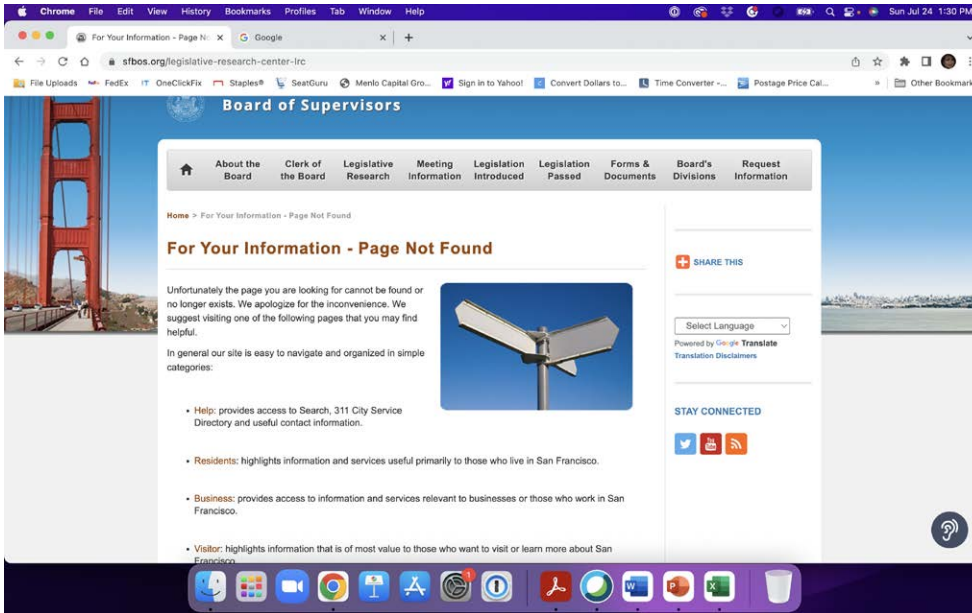 Chrome File Edit View History Bookmarks Profiles Tab Window Help
Sun Jul 24 1:30 PM
For Your Information - Page No
Google
sfbos.org/legislative-research-center-lrc
File Uploads FedEx OneClickFix Staples® SeatGuru Menlo Capital Gro... Sign in to Yahoo! Convert Dollars to... Time Converter -... Postage Price Cal... » Other Bookmark
Board of Supervisors
About the Board
Clerk of the Board
Legislative Research
Meeting Information
Legislation Introduced
Legislation Passed
Forms & Documents
Board's Divisions
Request Information
Home > For Your Information - Page Not Found
For Your Information - Page Not Found
Unfortunately the page you are looking for cannot be found or
no longer exists. We apologize for the inconvenience. We
suggest visiting one of the following pages that you may find
helpful.
In general our site is easy to navigate and organized in simple
categories:
• Help: provides access to Search, 311 City Service
Directory and useful contact information.
• Residents: highlights information and services useful primarily to those who live in San Francisco.
• Business: provides access to information and services relevant to businesses or those who work in San
Francisco.
• Visitor: highlights information that is of most value to those who want to visit or learn more about San
Francisco
SHARE THIS
Select Language
Powered by Google Translate
Translation Disclaimers
STAY CONNECTED
You
Tube
1
W
P
X